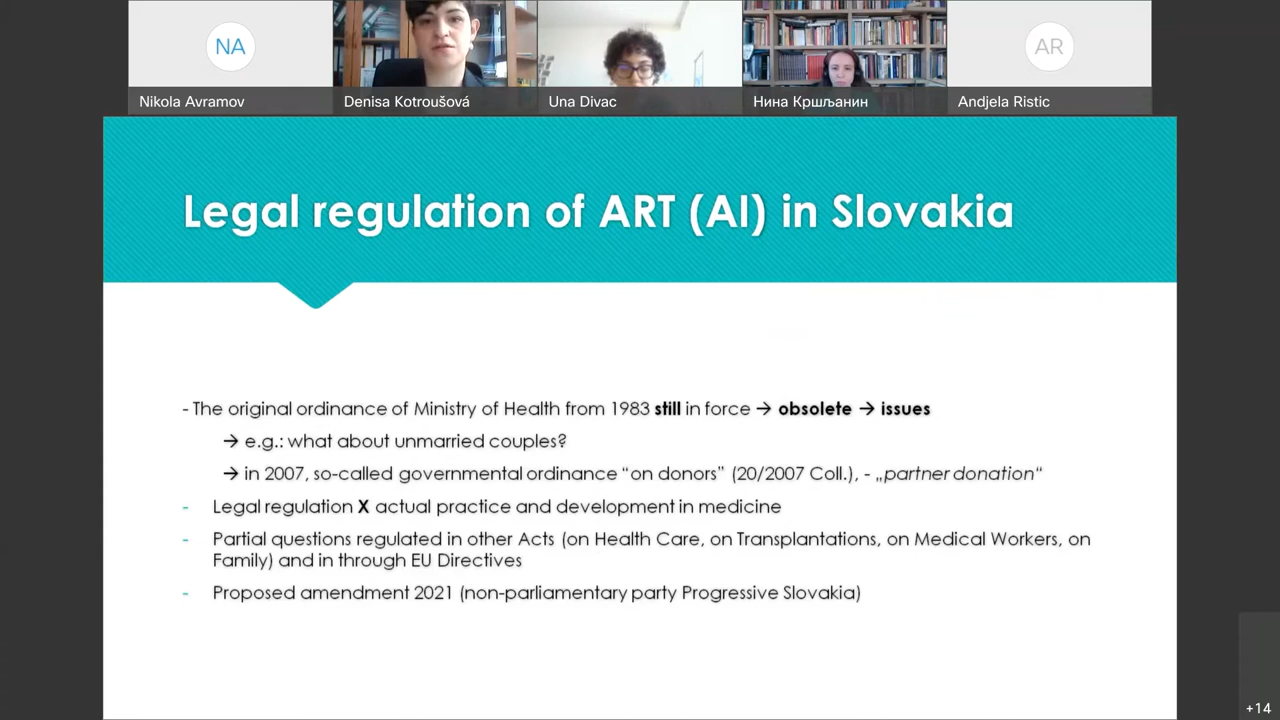 NA
AR
Nikola Avramov
Denisa Kotroušová
Una Divac
Нина Кршљанин
Andjela Ristic
Legal regulation of ART (AI) in Slovakia
- The original ordinance of Ministry of Health from 1983 still in force → obsolete → issues
→ e.g.: what about unmarried couples?
→ in 2007, so-called governmental ordinance “on donors” (20/2007 Coll.), - „partner donation“
- Legal regulation X actual practice and development in medicine
- Partial questions regulated in other Acts (on Health Care, on Transplantations, on Medical Workers, on
Family) and in through EU Directives
- Proposed amendment 2021 (non-parliamentary party Progressive Slovakia)
+14